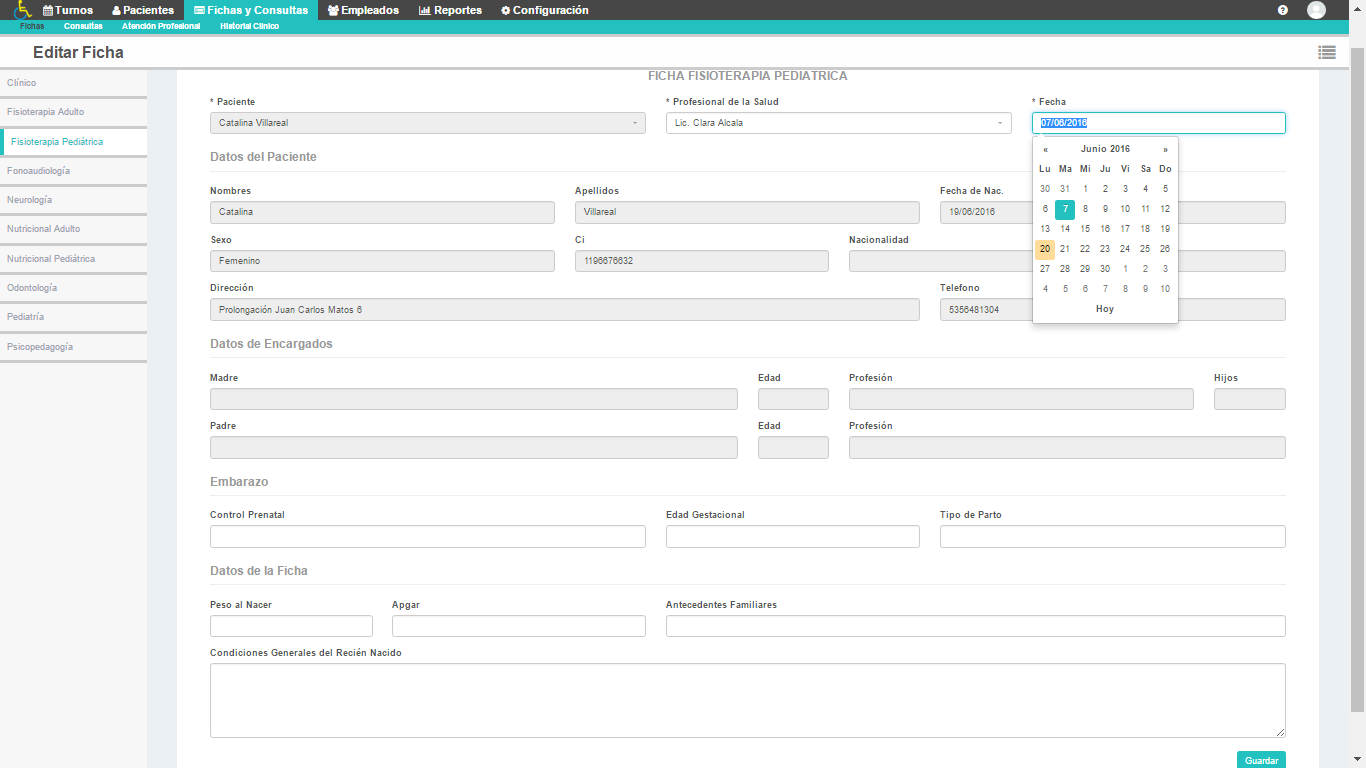 Turnos Pacientes Fichas y Consultas Empleados Reportes Configuración ?
Fichas Consultas Atención Profesional Historial Clínico
Editar Ficha
Clínico
Fisioterapia Adulto
Fisioterapia Pediátrica
Fonoaudiología
Neurología
Nutricional Adulto
Nutricional Pediátrica
Odontología
Pediatría
Psicopedagogía
FICHA FISIOTERAPIA PEDIATRICA
* Paciente * Profesional de la Salud * Fecha
Catalina Villareal Lic. Clara Alcala 07/06/2016
« Junio 2016 »
Lu Ma Mi Ju Vi Sa Do
30 31 1 2 3 4 5
6 7 8 9 10 11 12
13 14 15 16 17 18 19
20 21 22 23 24 25 26
27 28 29 30 1 2 3
4 5 6 7 8 9 10
Hoy
Datos del Paciente
Nombres Apellidos Fecha de Nac.
Catalina Villareal 19/06/2016
Sexo Ci Nacionalidad
Femenino 1196676632
Dirección Telefono
Prolongación Juan Carlos Matos 6 5356481304
Datos de Encargados
Madre Edad Profesión Hijos
Padre Edad Profesión
Embarazo
Control Prenatal Edad Gestacional Tipo de Parto
Datos de la Ficha
Peso al Nacer Apgar Antecedentes Familiares
Condiciones Generales del Recién Nacido
Guardar